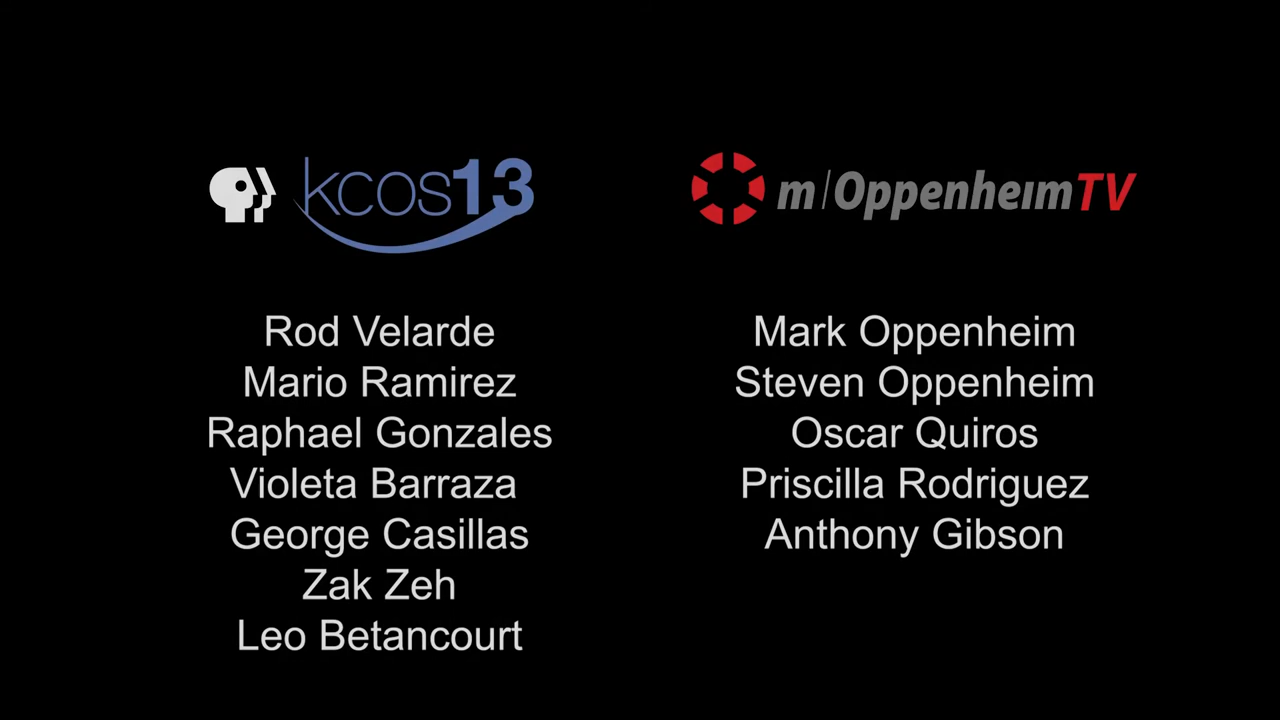 kcos13
Rod Velarde
Mario Ramirez
Raphael Gonzales
Violeta Barraza
George Casillas
Zak Zeh
Leo Betancourt
m/OppenheimTV
Mark Oppenheim
Steven Oppenheim
Oscar Quiros
Priscilla Rodriguez
Anthony Gibson